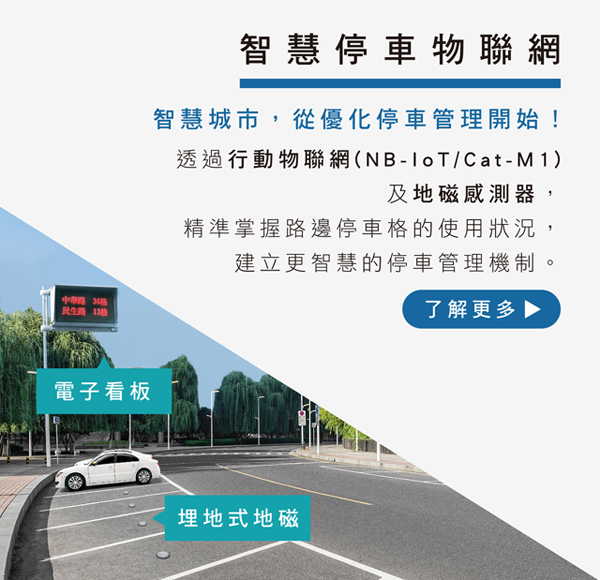 智慧停車物聯網
智慧城市，從優化停車管理開始！
透過行動物聯網(NB-IoT/Cat-M1)
及地磁感測器，
精準掌握路邊停車格的使用狀況，
建立更智慧的停車管理機制。
了解更多▶
中華路 36格
民生路 13格
電子看板
埋地式地磁